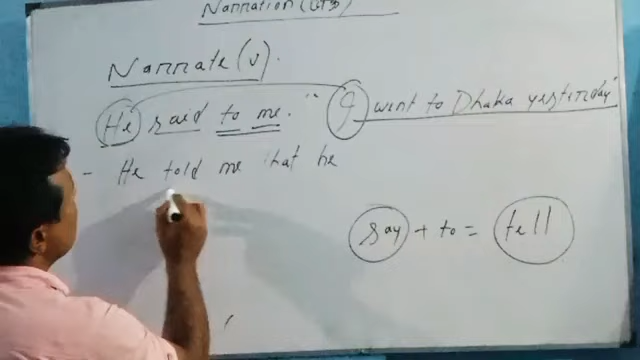 Narration
Narrate (v).
He said to me. "I went to Dhaka yesterday"
- He told me that he
say + to = tell